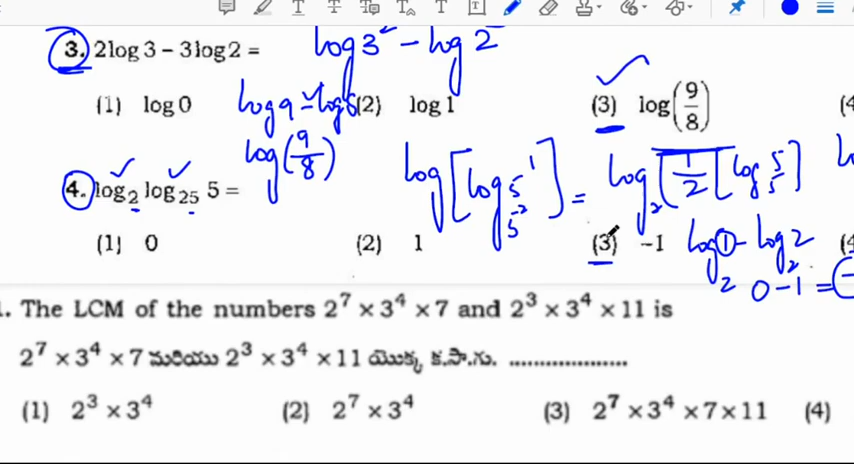 3. 2log 3 − 3log 2 = log 3² − log 2
(1) log 0 (2) log 1 (3) log(9/8) (4
log 9 − log 8
log(9/8)
4. log₂ log₂₅ 5 =
log [log 5¹ 5²] = log₂ [1/2 [log 5 5]
(1) 0 (2) 1 (3) −1 (4
log₂ 1 − log₂ 2
0 − 1 =
. The LCM of the numbers 2⁷ × 3⁴ × 7 and 2³ × 3⁴ × 11 is
2⁷ × 3⁴ × 7 మరియు 2³ × 3⁴ × 11 యొక్క క.సా.గు. ....................
(1) 2³ × 3⁴ (2) 2⁷ × 3⁴ (3) 2⁷ × 3⁴ × 7 × 11 (4)